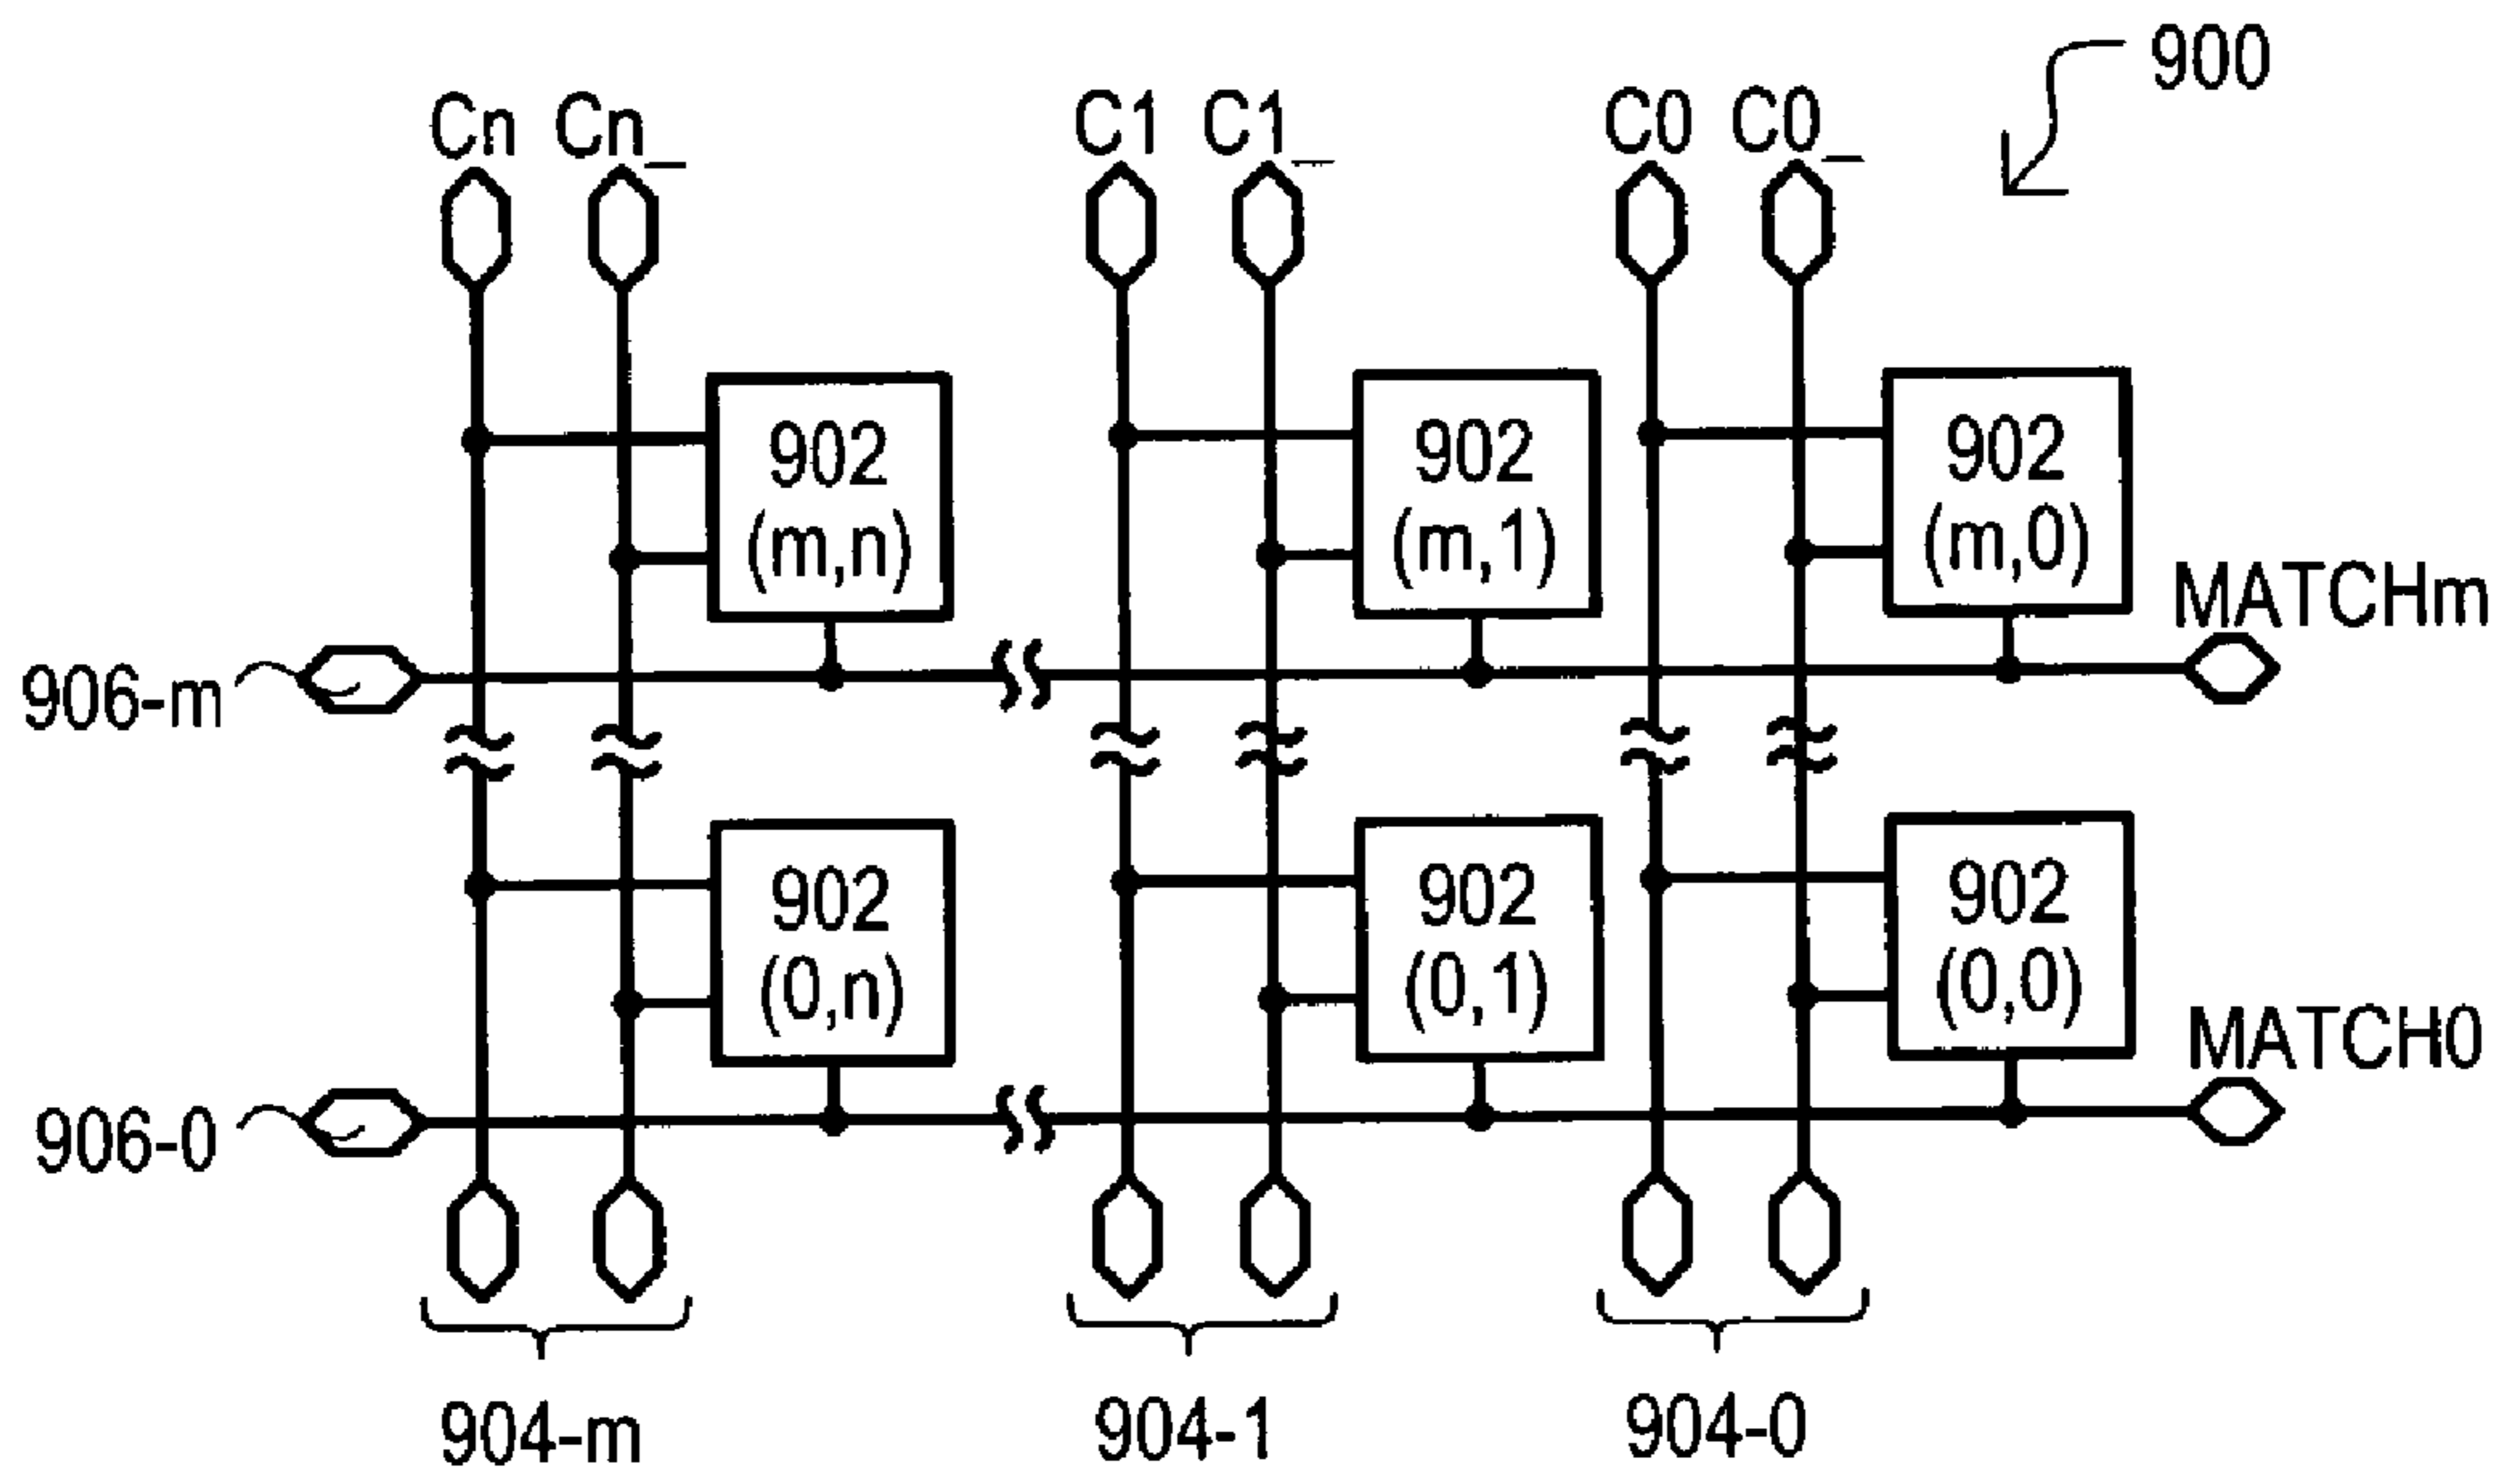 900
Cn Cn_ C1 C1_ C0 C0_
902 902 902
(m,n) (m,1) (m,0)
MATCHm
906-m
902 902 902
(0,n) (0,1) (0,0)
MATCH0
906-0
904-m 904-1 904-0